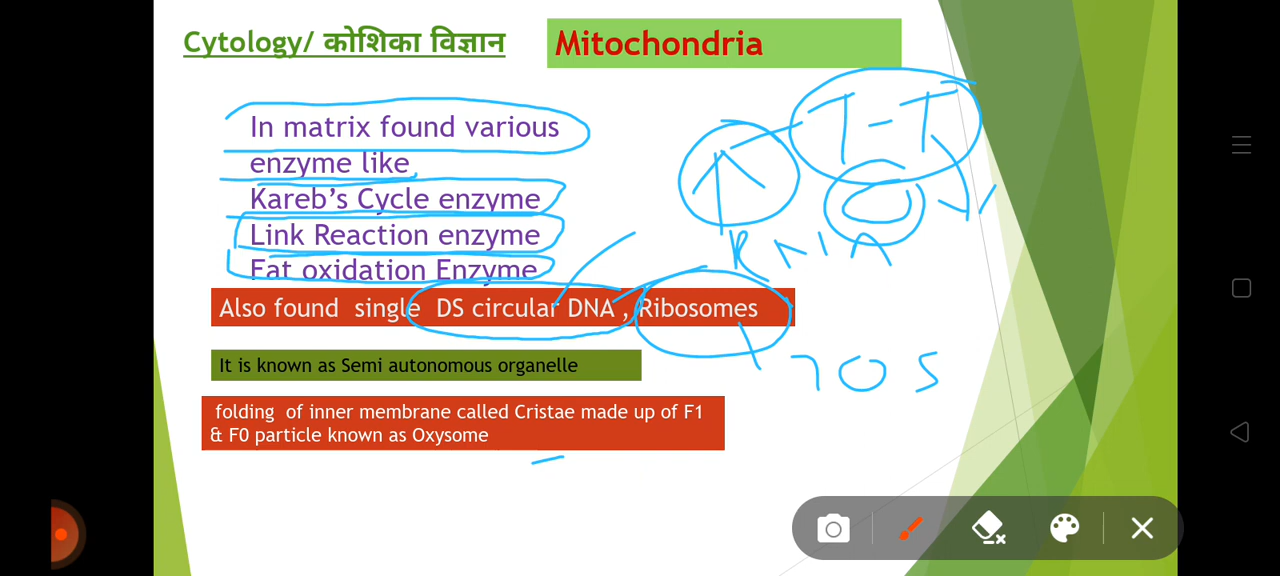 Cytology/ कोशिका विज्ञान
Mitochondria
In matrix found various
enzyme like
Kareb’s Cycle enzyme
Link Reaction enzyme
Fat oxidation Enzyme
Also found single DS circular DNA , Ribosomes
It is known as Semi autonomous organelle
folding of inner membrane called Cristae made up of F1
& F0 particle known as Oxysome
T-T
RNA
70S